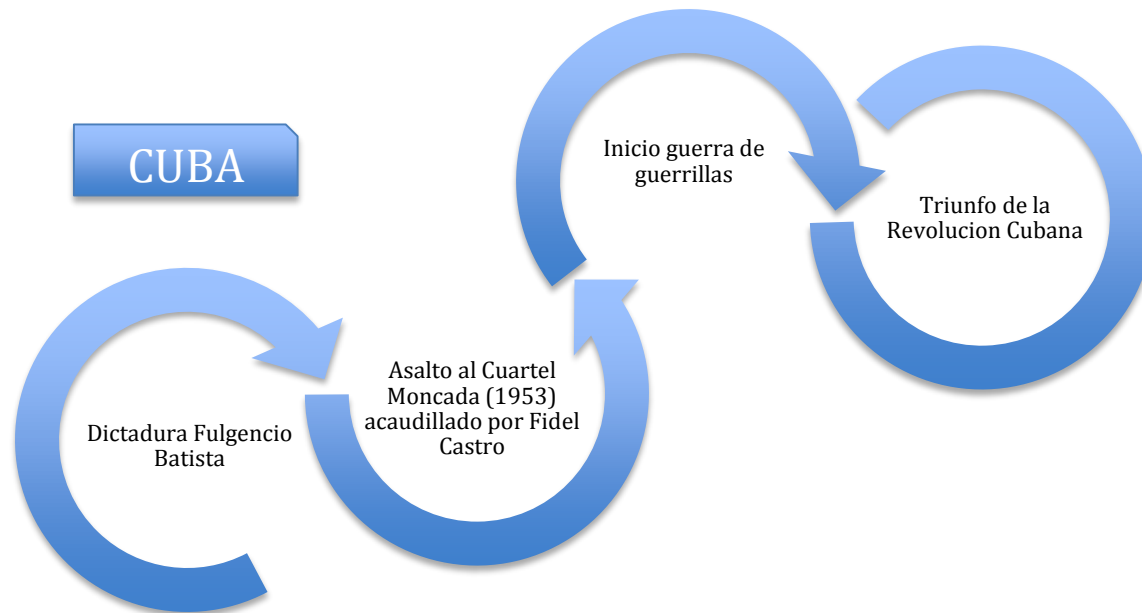 CUBA
Dictadura Fulgencio
Batista
Asalto al Cuartel
Moncada (1953)
acaudillado por Fidel
Castro
Inicio guerra de
guerrillas
Triunfo de la
Revolucion Cubana